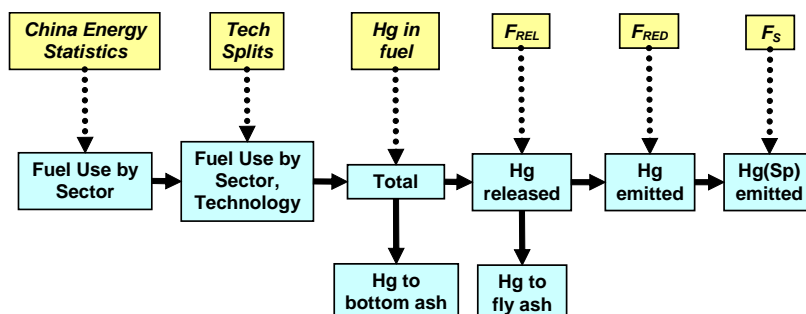 China Energy
Statistics
Tech
Splits
Hg in
fuel
FREL
FRED
FS
Fuel Use by
Sector
Fuel Use by
Sector,
Technology
Total
Hg
released
Hg
emitted
Hg(Sp)
emitted
Hg to
bottom ash
Hg to
fly ash